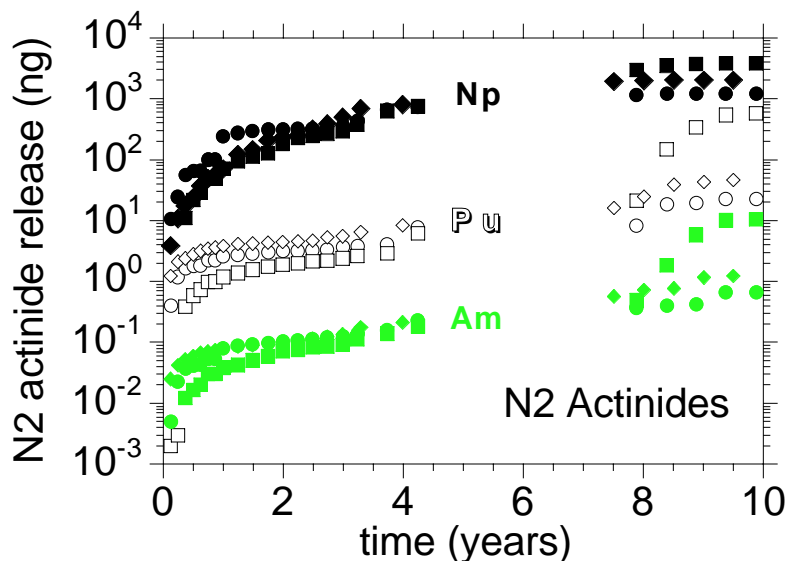 N2 actinide release (ng)
10^4
10^3
10^2
10^1
10^0
10^-1
10^-2
10^-3
Np
Pu
Am
N2 Actinides
0 2 4 6 8 10
time (years)